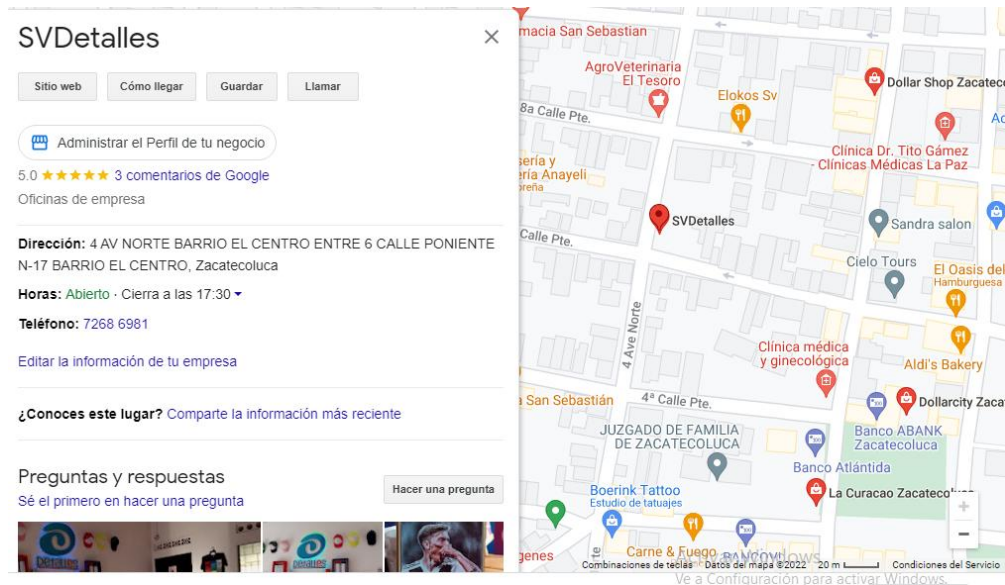 SVDetalles
Sitio web
Cómo llegar
Guardar
Llamar
Administrar el Perfil de tu negocio
5.0 ★★★★★ 3 comentarios de Google
Oficinas de empresa
Dirección: 4 AV NORTE BARRIO EL CENTRO ENTRE 6 CALLE PONIENTE
N-17 BARRIO EL CENTRO, Zacatecoluca
Horas: Abierto · Cierra a las 17:30
Teléfono: 7268 6981
Editar la información de tu empresa
¿Conoces este lugar? Comparte la información más reciente
Preguntas y respuestas
Sé el primero en hacer una pregunta
Hacer una pregunta
macia San Sebastian
AgroVeterinaria
El Tesoro
Elokos Sv
Dollar Shop Zacatec
8a Calle Pte.
Clínica Dr. Tito Gámez
- Clínicas Médicas La Paz
sería y
ería Anayeli
SVDetalles
Sandra salon
Calle Pte.
Cielo Tours
El Oasis del
Hamburguesa
4 Ave Norte
Clínica médica
y ginecológica
Aldi's Bakery
a San Sebastián
4ª Calle Pte.
Dollarcity Zaca
JUZGADO DE FAMILIA
DE ZACATECOLUCA
Banco ABANK
Zacatecoluca
Banco Atlántida
Boerink Tattoo
Estudio de tatuajes
La Curacao Zacatecoluca
genes
Carne & Fuego
Combinaciones de teclas
Datos del mapa ©2022
20 m
Condiciones del Servicio
Ve a Configuración para activar Windows.